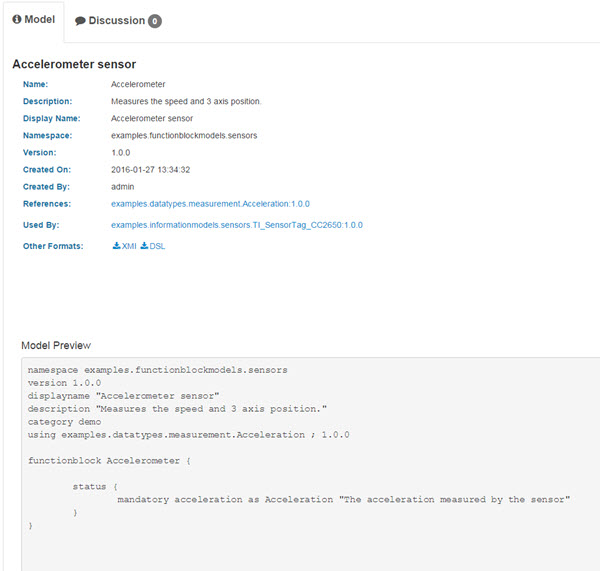 Model Discussion 0
Accelerometer sensor
Name: Accelerometer
Description: Measures the speed and 3 axis position.
Display Name: Accelerometer sensor
Namespace: examples.functionblockmodels.sensors
Version: 1.0.0
Created On: 2016-01-27 13:34:32
Created By: admin
References: examples.datatypes.measurement.Acceleration:1.0.0
Used By: examples.informationmodels.sensors.TI_SensorTag_CC2650:1.0.0
Other Formats: XMI DSL
Model Preview
namespace examples.functionblockmodels.sensors
version 1.0.0
displayname "Accelerometer sensor"
description "Measures the speed and 3 axis position."
category demo
using examples.datatypes.measurement.Acceleration ; 1.0.0
functionblock Accelerometer {
status {
mandatory acceleration as Acceleration "The acceleration measured by the sensor"
}
}